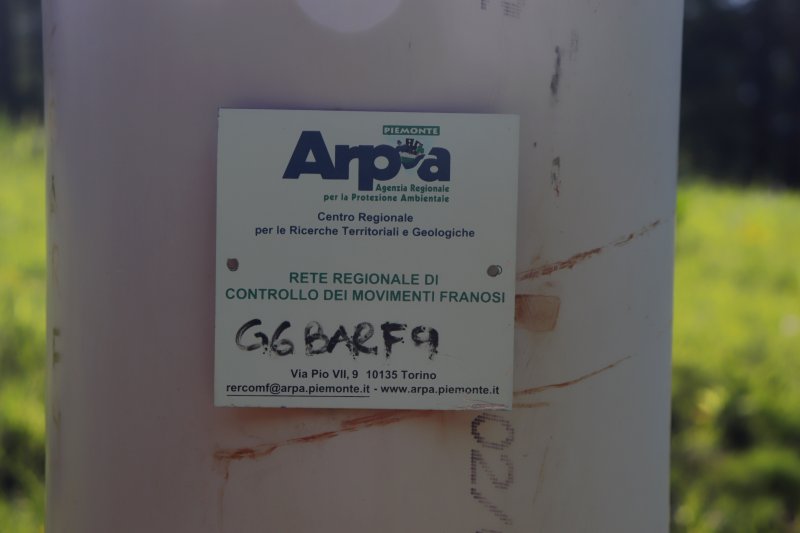 PIEMONTE
Arpa
Agenzia Regionale
per la Protezione Ambientale
Centro Regionale
per le Ricerche Territoriali e Geologiche
RETE REGIONALE DI
CONTROLLO DEI MOVIMENTI FRANOSI
G6BARF9
Via Pio VII, 9 10135 Torino
rercomf@arpa.piemonte.it - www.arpa.piemonte.it
02/